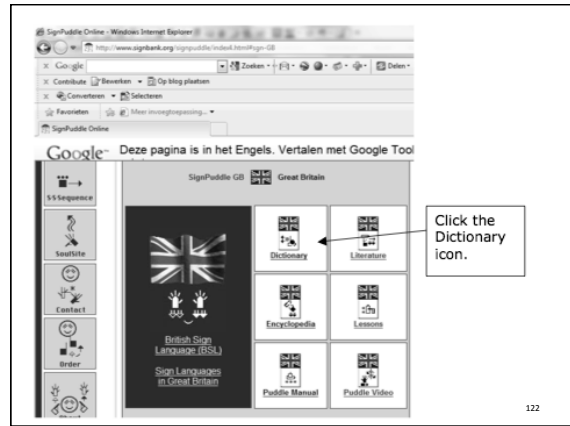 SignPuddle Online - Windows Internet Explorer
http://www.signbank.org/signpuddle/index4.html#sgn-GB
x Google Zoeken Delen
x Contribute Bewerken Op blog plaatsen
x Converteren Selecteren
Favorieten Meer invoegtoepassing...
SignPuddle Online
Google Deze pagina is in het Engels. Vertalen met Google Tool
SignPuddle GB Great Britain
SSSequence
SoulSite
Contact
Order
British Sign
Language (BSL)
Sign Languages
in Great Britain
Dictionary
Literature
Encyclopedia
Lessons
Puddle Manual
Puddle Video
Click the
Dictionary
icon.
122